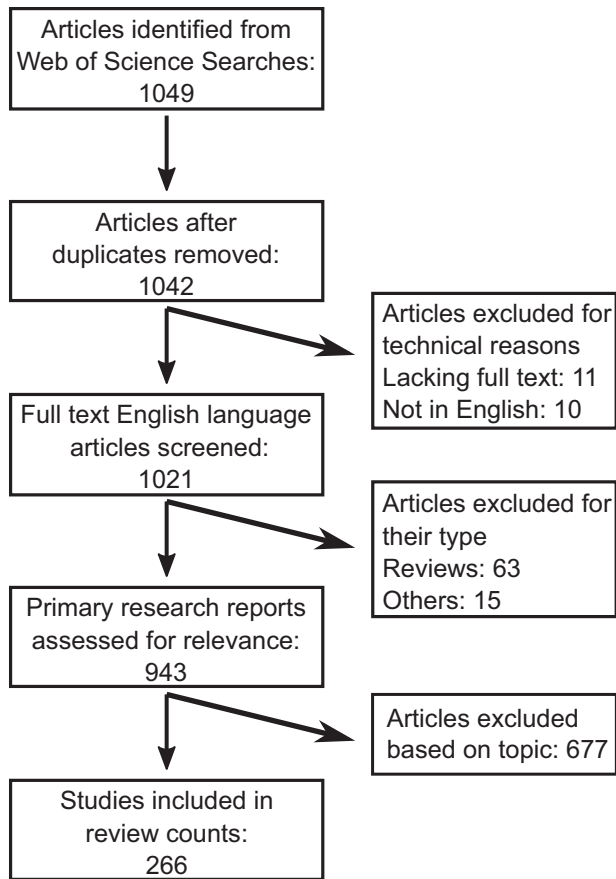 Articles identified from
Web of Science Searches:
1049
Articles after
duplicates removed:
1042
Articles excluded for
technical reasons
Lacking full text: 11
Not in English: 10
Full text English language
articles screened:
1021
Articles excluded for
their type
Reviews: 63
Others: 15
Primary research reports
assessed for relevance:
943
Articles excluded
based on topic: 677
Studies included in
review counts:
266